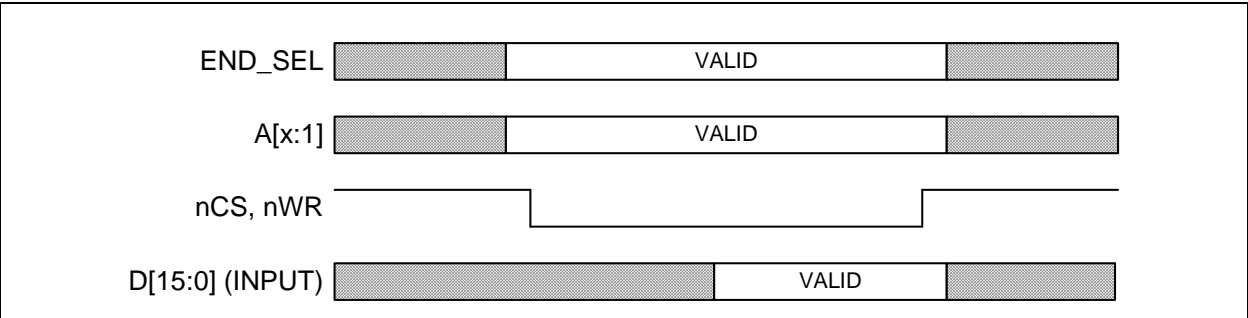 END_SEL VALID
A[x:1] VALID
nCS, nWR
D[15:0] (INPUT) VALID